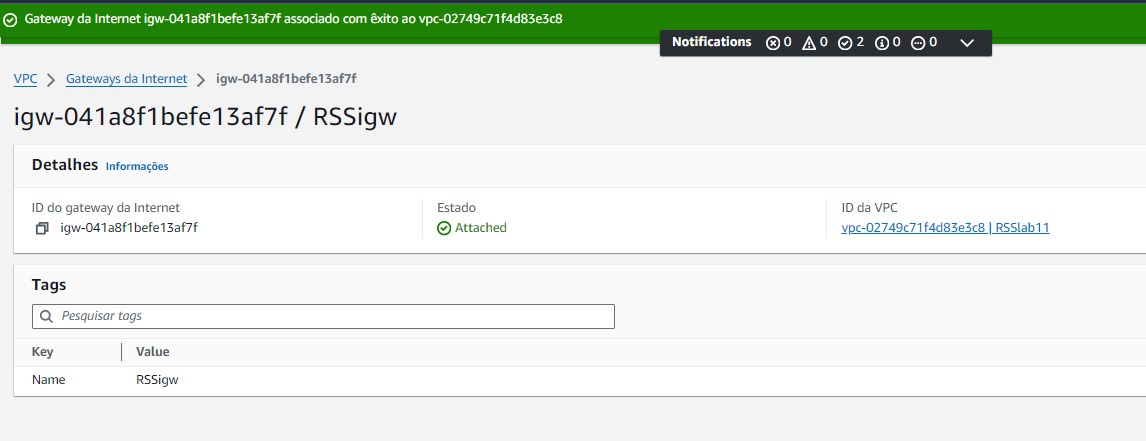 Gateway da Internet igw-041a8f1befe13af7f associado com êxito ao vpc-02749c71f4d83e3c8
Notifications 0 0 2 0 0
VPC Gateways da Internet igw-041a8f1befe13af7f
igw-041a8f1befe13af7f / RSSigw
Detalhes Informações
ID do gateway da Internet
igw-041a8f1befe13af7f
Estado
Attached
ID da VPC
vpc-02749c71f4d83e3c8 | RSSlab11
Tags
Pesquisar tags
Key Value
Name RSSigw